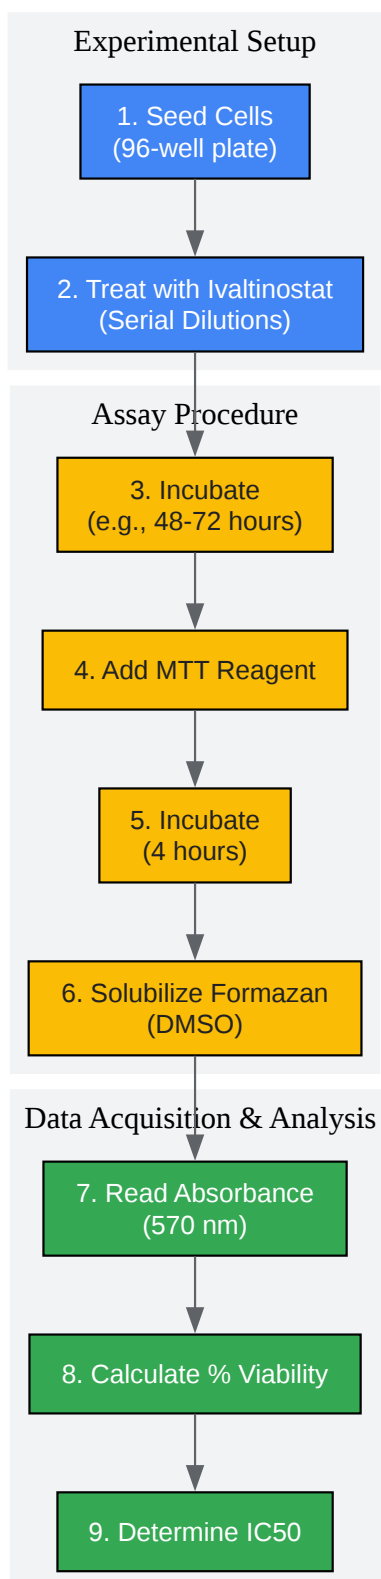 Experimental Setup
1. Seed Cells
(96-well plate)
2. Treat with Ivaltinostat
(Serial Dilutions)
Assay Procedure
3. Incubate
(e.g., 48-72 hours)
4. Add MTT Reagent
5. Incubate
(4 hours)
6. Solubilize Formazan
(DMSO)
Data Acquisition & Analysis
7. Read Absorbance
(570 nm)
8. Calculate % Viability
9. Determine IC50